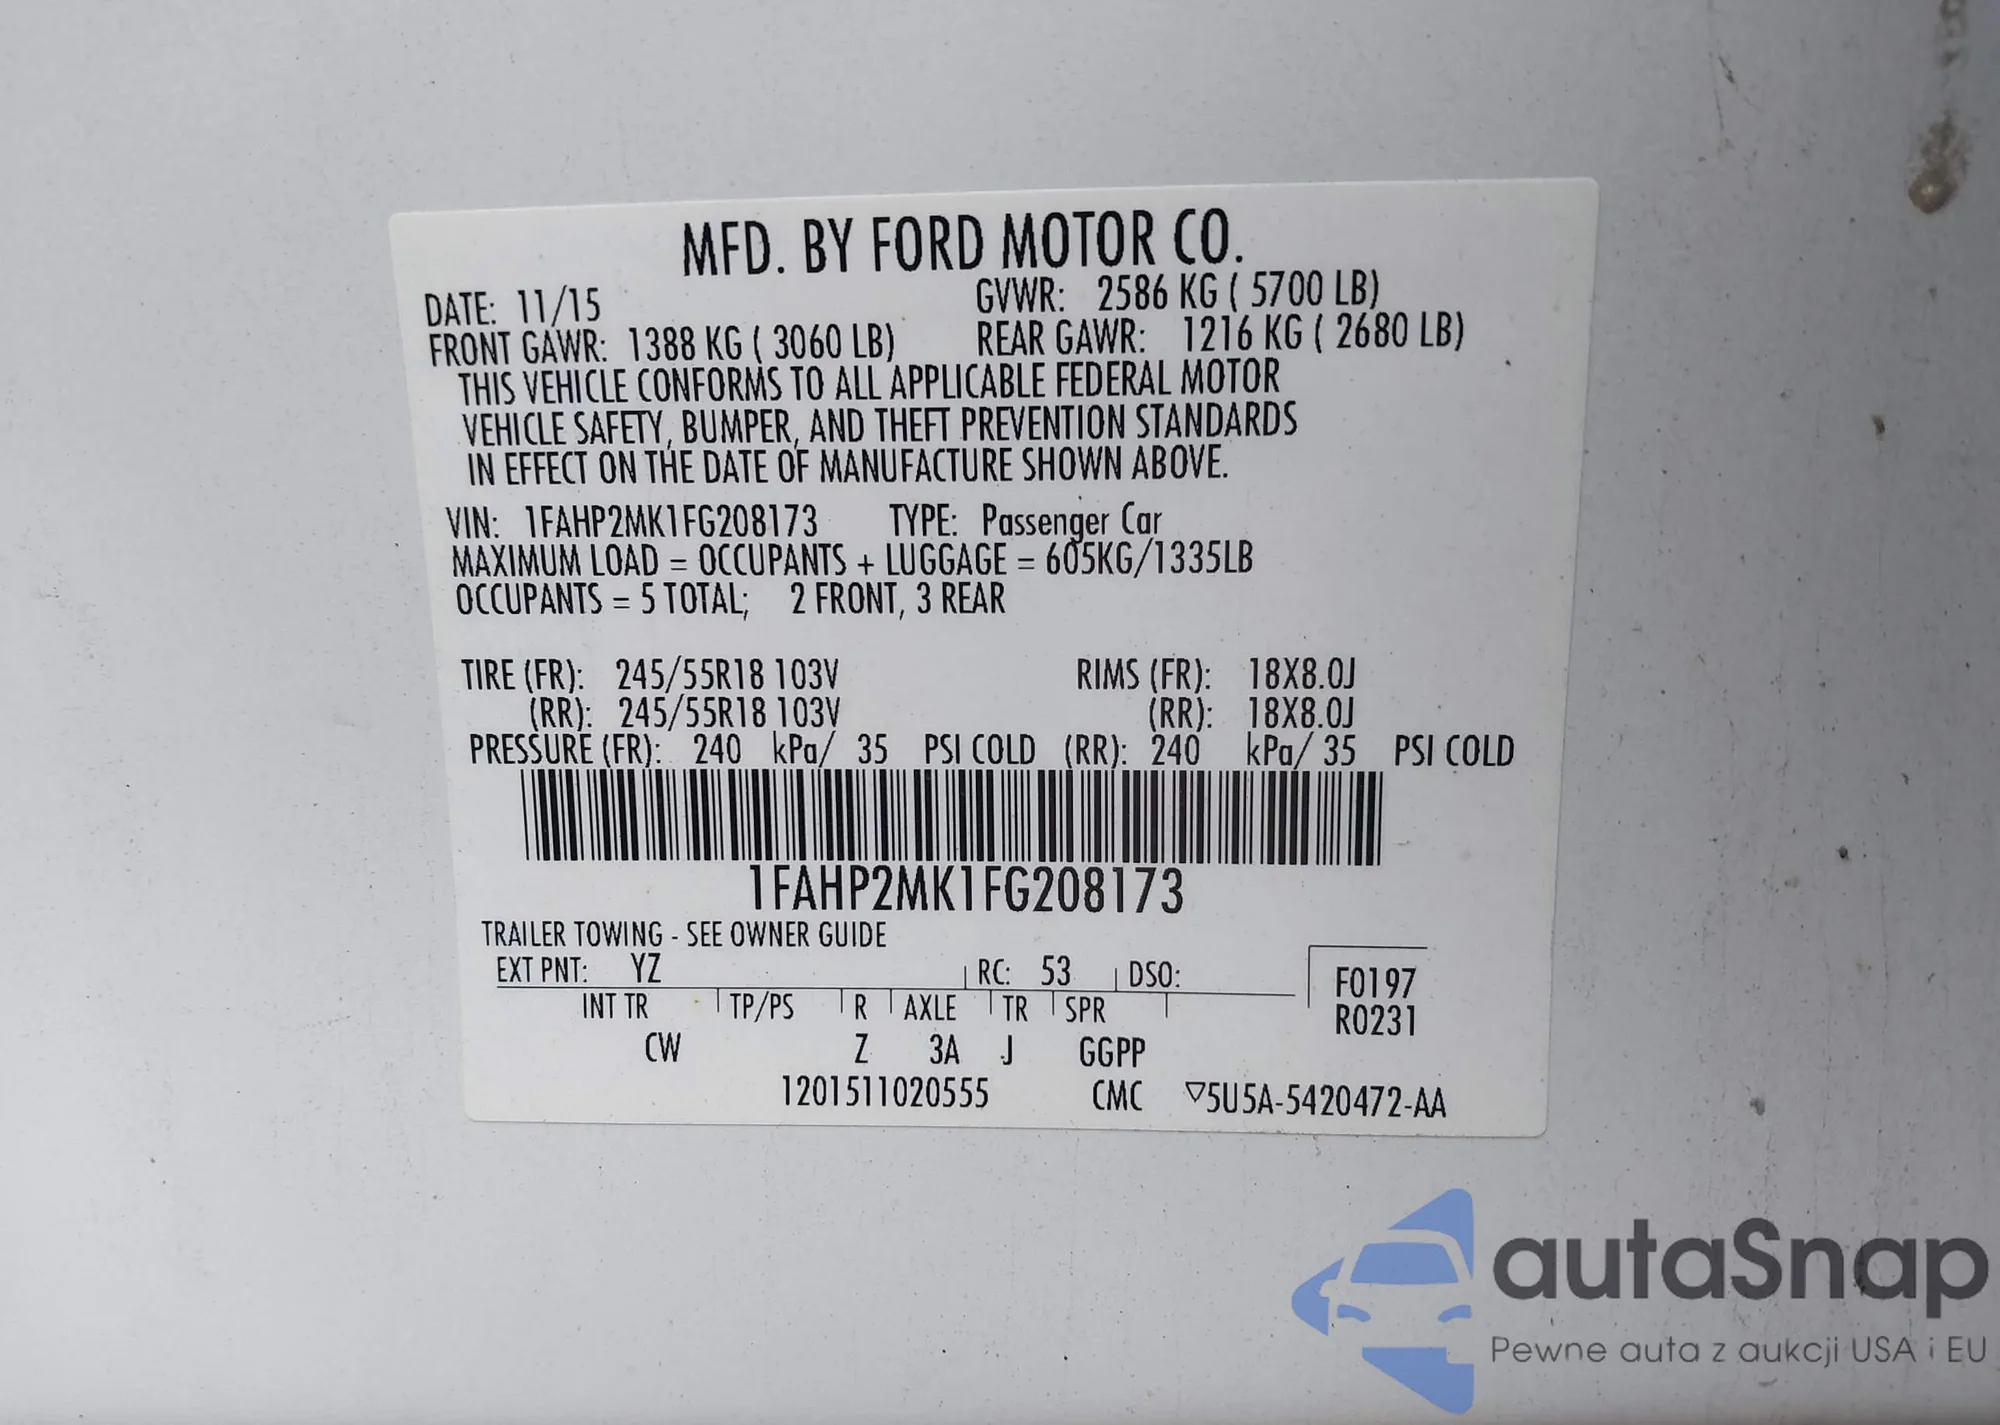 MFD. BY FORD MOTOR CO.
DATE: 11/15 GVWR: 2586 KG ( 5700 LB)
FRONT GAWR: 1388 KG ( 3060 LB) REAR GAWR: 1216 KG ( 2680 LB)
THIS VEHICLE CONFORMS TO ALL APPLICABLE FEDERAL MOTOR
VEHICLE SAFETY, BUMPER, AND THEFT PREVENTION STANDARDS
IN EFFECT ON THE DATE OF MANUFACTURE SHOWN ABOVE.
VIN: 1FAHP2MK1FG208173 TYPE: Passenger Car
MAXIMUM LOAD = OCCUPANTS + LUGGAGE = 605KG/1335LB
OCCUPANTS = 5 TOTAL; 2 FRONT, 3 REAR
TIRE (FR): 245/55R18 103V RIMS (FR): 18X8.0J
(RR): 245/55R18 103V (RR): 18X8.0J
PRESSURE (FR): 240 kPa/ 35 PSI COLD (RR): 240 kPa/ 35 PSI COLD
1FAHP2MK1FG208173
TRAILER TOWING - SEE OWNER GUIDE
EXT PNT: YZ RC: 53 DSO: F0197
INT TR TP/PS R AXLE TR SPR R0231
CW Z 3A J GGPP
1201511020555 CMC ▽5U5A-5420472-AA
autaSnap
Pewne auta z aukcji USA i EU